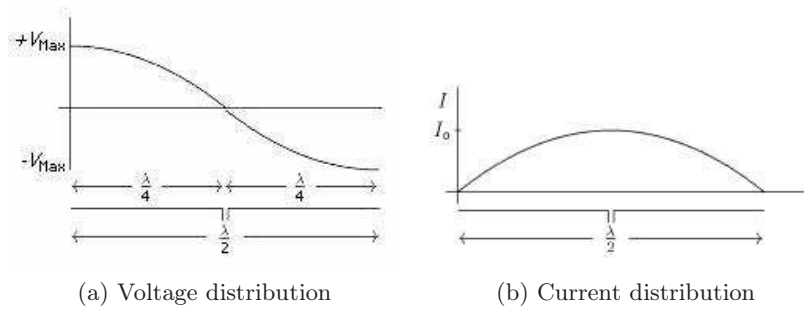 +VMax
-VMax
λ/4 λ/4
λ/2
(a) Voltage distribution
I
Io
λ/2
(b) Current distribution